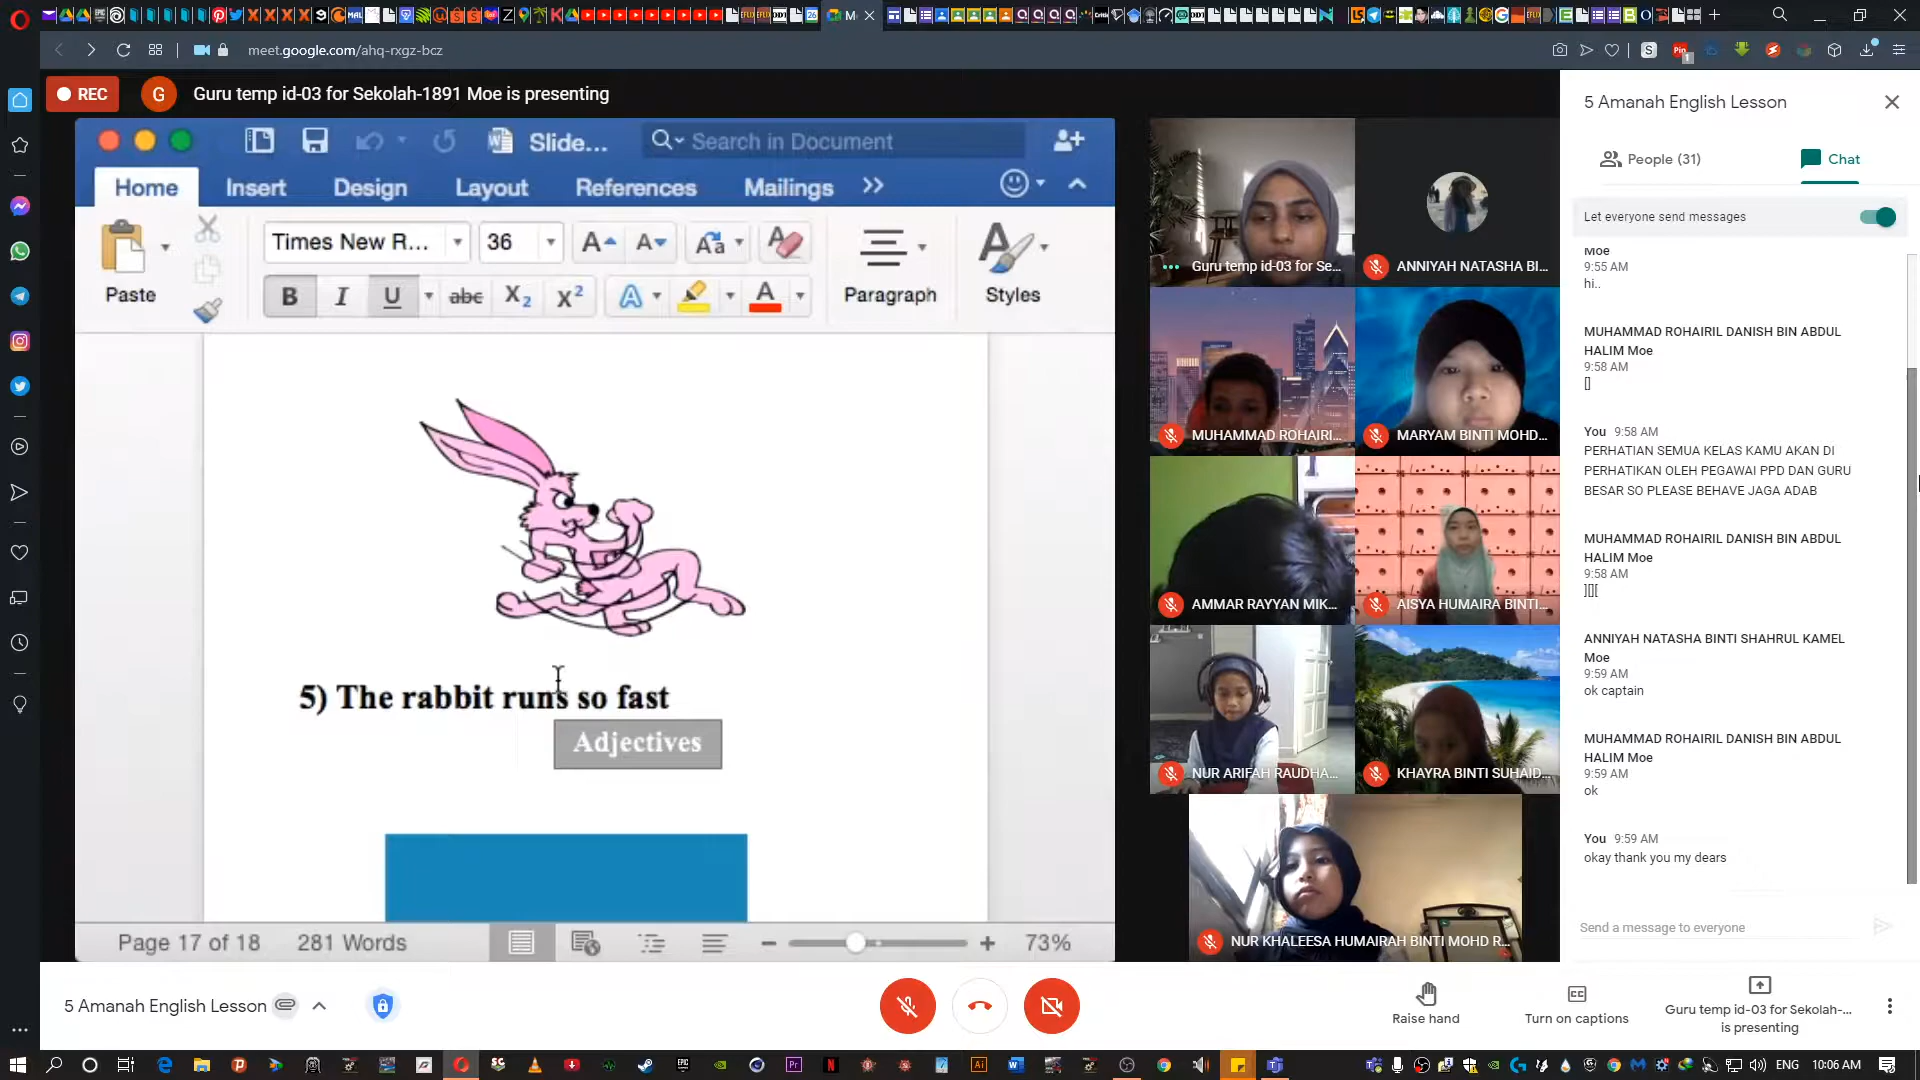 meet.google.com/ahq-rxgz-bcz
REC
G
Guru temp id-03 for Sekolah-1891 Moe is presenting
Slide...
Search in Document
Home
Insert
Design
Layout
References
Mailings
Paste
Times New R...
36
B
I
U
abc
X2
X2
Paragraph
Styles
5) The rabbit runs so fast
Adjectives
Page 17 of 18
281 Words
73%
Guru temp id-03 for Se...
ANNIYAH NATASHA BI...
MUHAMMAD ROHAIRI...
MARYAM BINTI MOHD...
AMMAR RAYYAN MIK...
AISYA HUMAIRA BINTI...
NUR ARIFAH RAUDHA...
KHAYRA BINTI SUHAID...
NUR KHALEESA HUMAIRAH BINTI MOHD R...
5 Amanah English Lesson
People (31)
Chat
Let everyone send messages
Moe
9:55 AM
hi..
MUHAMMAD ROHAIRIL DANISH BIN ABDUL
HALIM Moe
9:58 AM
[]
You 9:58 AM
PERHATIAN SEMUA KELAS KAMU AKAN DI
PERHATIKAN OLEH PEGAWAI PPD DAN GURU
BESAR SO PLEASE BEHAVE JAGA ADAB
MUHAMMAD ROHAIRIL DANISH BIN ABDUL
HALIM Moe
9:58 AM
][][
ANNIYAH NATASHA BINTI SHAHRUL KAMEL
Moe
9:59 AM
ok captain
MUHAMMAD ROHAIRIL DANISH BIN ABDUL
HALIM Moe
9:59 AM
ok
You 9:59 AM
okay thank you my dears
Send a message to everyone
5 Amanah English Lesson
Raise hand
Turn on captions
Guru temp id-03 for Sekolah-...
is presenting
ENG
10:06 AM